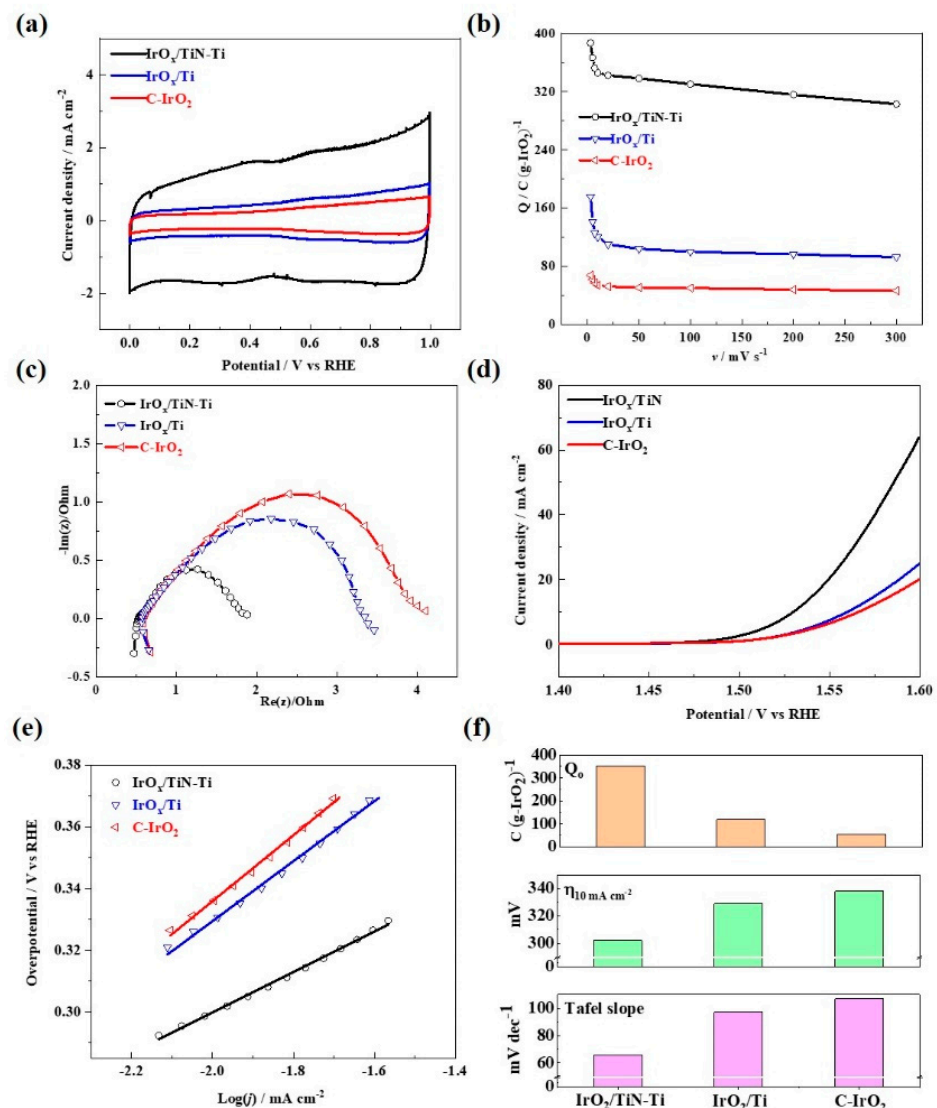 (a)
IrOₓ/TiN-Ti
IrOₓ/Ti
C-IrO₂
4
2
0
-2
Current density / mA cm⁻²
0.0 0.2 0.4 0.6 0.8 1.0
Potential / V vs RHE
(b)
400
320
240
160
80
0
Q / C (g-IrO₂)⁻¹
IrOₓ/TiN-Ti
IrOₓ/Ti
C-IrO₂
0 50 100 150 200 250 300
v / mV s⁻¹
(c)
2.0
1.5
1.0
0.5
0.0
-0.5
-Im(z)/Ohm
IrOₓ/TiN-Ti
IrOₓ/Ti
C-IrO₂
0 1 2 3 4 5
Re(z)/Ohm
(d)
80
60
40
20
0
Current density / mA cm⁻²
IrOₓ/TiN
IrOₓ/Ti
C-IrO₂
1.40 1.45 1.50 1.55 1.60
Potential / V vs RHE
(e)
0.38
0.36
0.34
0.32
0.30
Overpotential / V vs RHE
IrOₓ/TiN-Ti
IrOₓ/Ti
C-IrO₂
-2.2 -2.0 -1.8 -1.6 -1.4
Log(j) / mA cm⁻²
(f)
400
300
200
100
0
C (g-IrO₂)⁻¹
Qₒ
340
320
300
0
mV
η₁₀ mA cm⁻²
100
80
60
0
mV dec⁻¹
Tafel slope
IrO₂/TiN-Ti IrO₂/Ti C-IrO₂